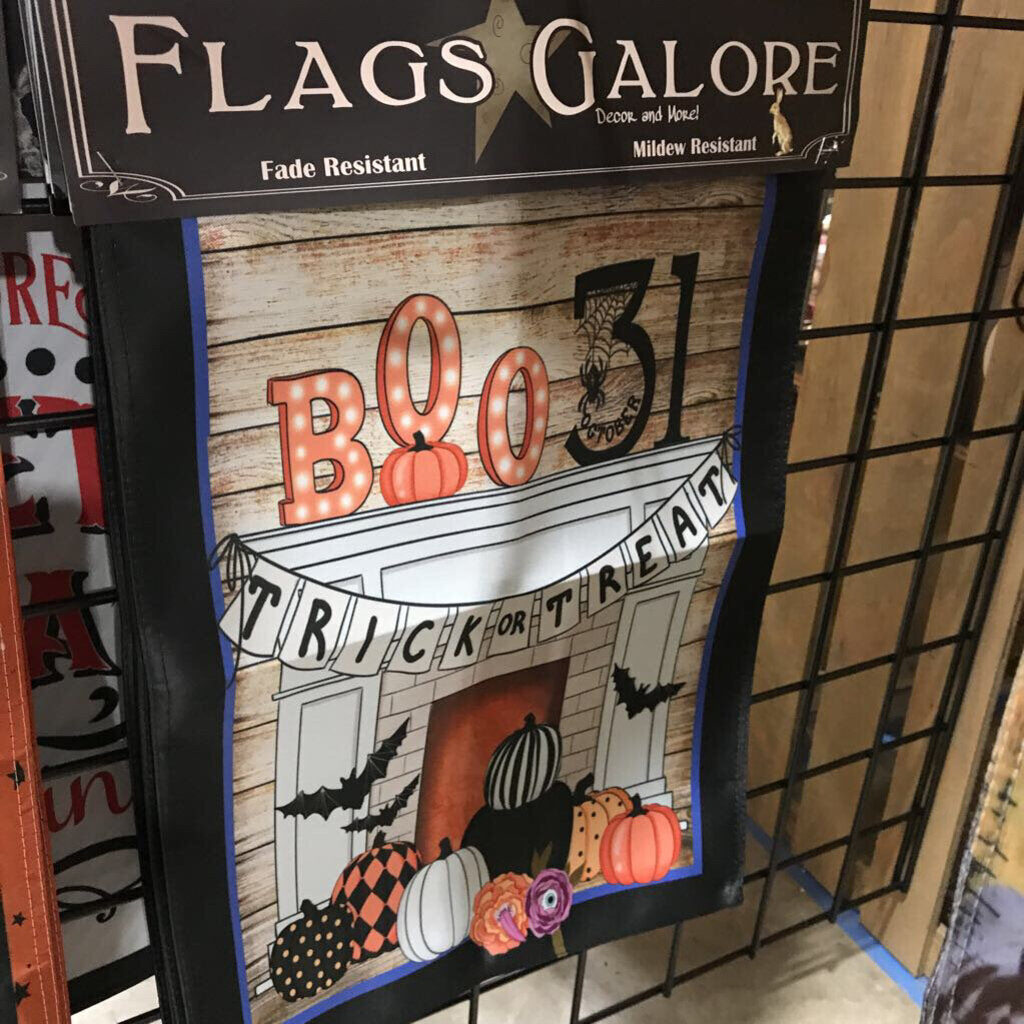 FLAGS GALORE
Decor and More!
Fade Resistant
Mildew Resistant
BOO 31
OCTOBER
TRICK OR TREAT